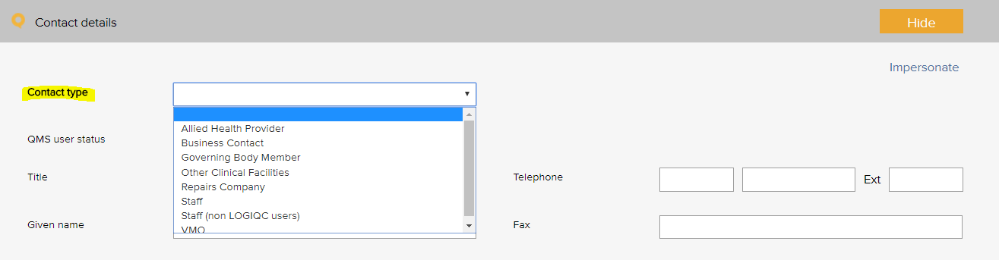 Contact details
Hide
Impersonate
Contact type
Allied Health Provider
Business Contact
Governing Body Member
Other Clinical Facilities
Repairs Company
Staff
Staff (non LOGIQC users)
VMO
QMS user status
Title
Telephone
Ext
Given name
Fax